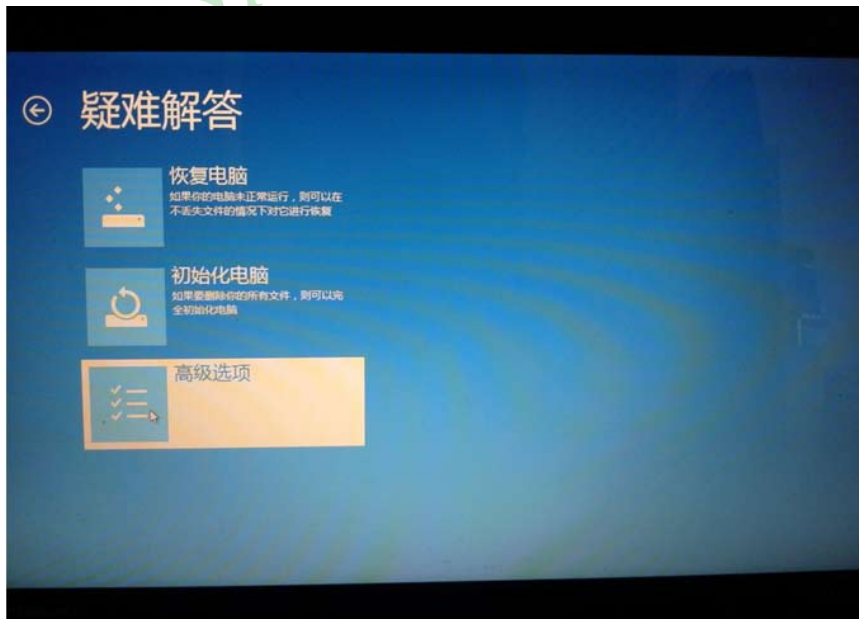 疑难解答
恢复电脑
如果你的电脑未正常运行，则可以在
不丢失文件的情况下对它进行恢复
初始化电脑
如果要删除你的所有文件，则可以完
全初始化电脑
高级选项